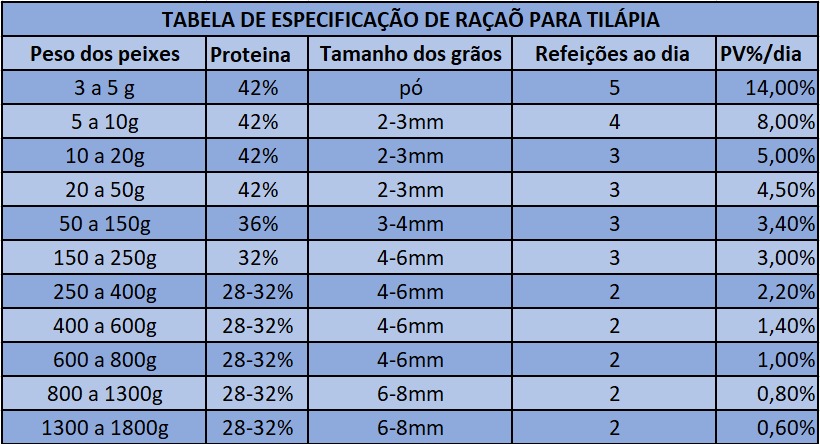 TABELA DE ESPECIFICAÇÃO DE RAÇAÕ PARA TILÁPIA
Peso dos peixes Proteina Tamanho dos grãos Refeições ao dia PV%/dia
3 a 5 g 42% pó 5 14,00%
5 a 10g 42% 2-3mm 4 8,00%
10 a 20g 42% 2-3mm 3 5,00%
20 a 50g 42% 2-3mm 3 4,50%
50 a 150g 36% 3-4mm 3 3,40%
150 a 250g 32% 4-6mm 3 3,00%
250 a 400g 28-32% 4-6mm 2 2,20%
400 a 600g 28-32% 4-6mm 2 1,40%
600 a 800g 28-32% 4-6mm 2 1,00%
800 a 1300g 28-32% 6-8mm 2 0,80%
1300 a 1800g 28-32% 6-8mm 2 0,60%